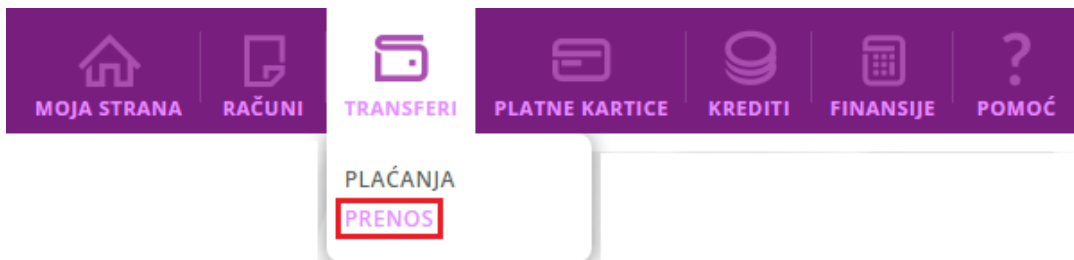 MOJA STRANA RAČUNI TRANSFERI PLATNE KARTICE KREDITI FINANSIJE POMOĆ
PLAĆANJA
PRENOS